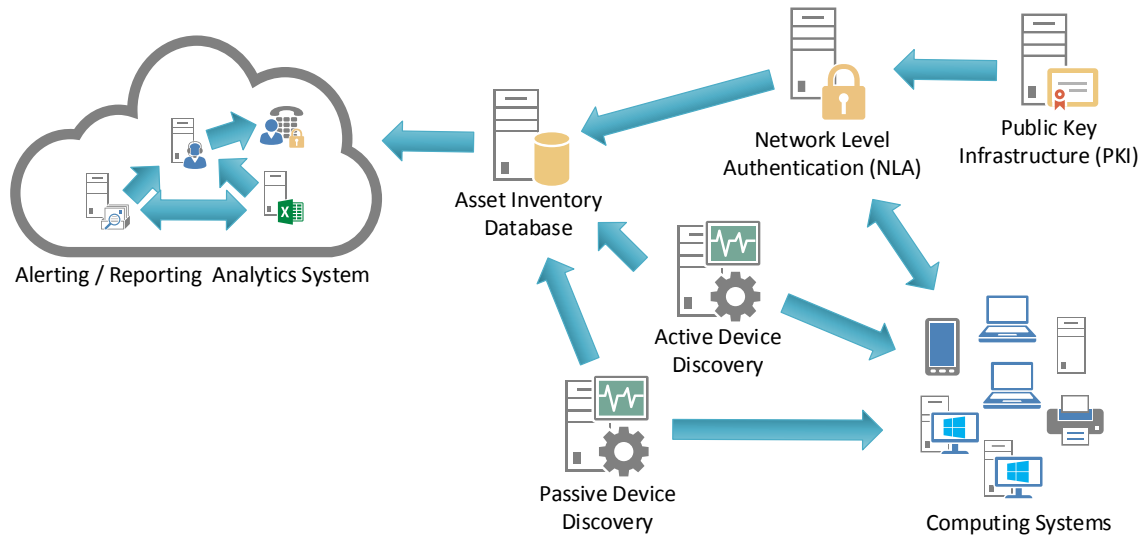 Network Level
Authentication (NLA)
Public Key
Infrastructure (PKI)
Asset Inventory
Database
Alerting / Reporting  Analytics System
Active Device
Discovery
Passive Device
Discovery
Computing Systems
X